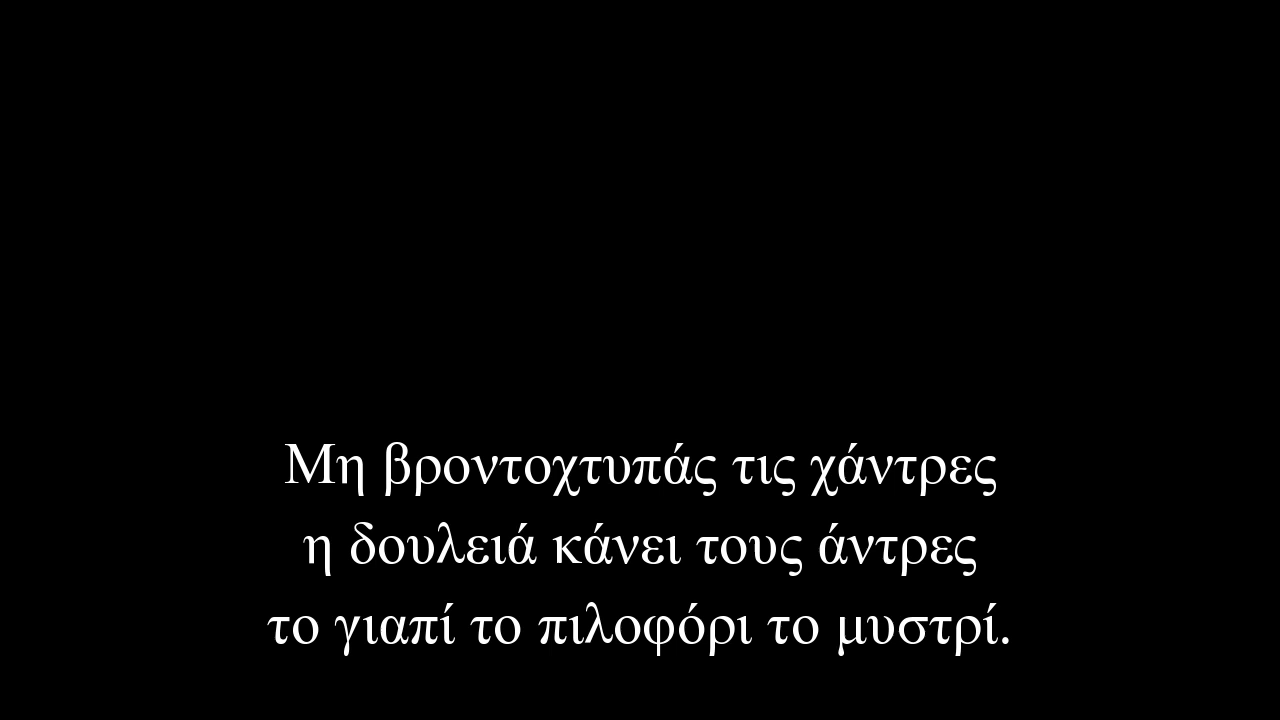 Μη βροντοχτυπάς τις χάντρες
η δουλειά κάνει τους άντρες
το γιαπί το πιλοφόρι το μυστρί.